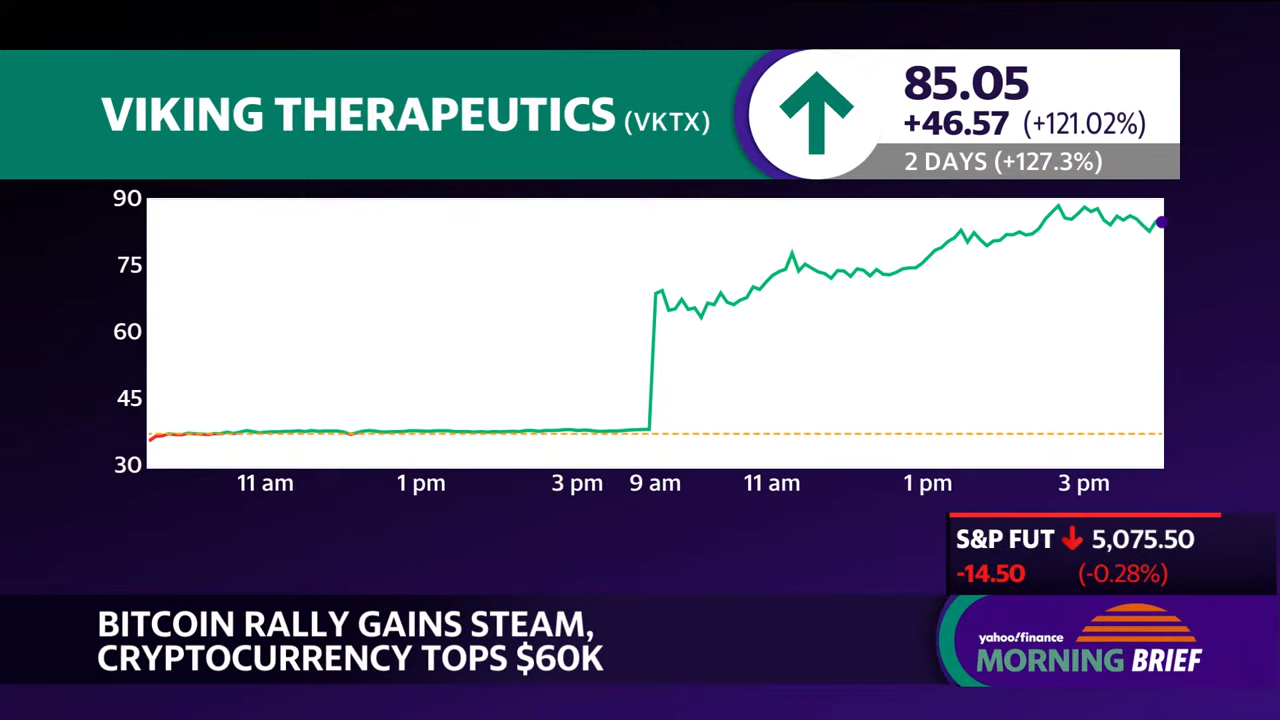 VIKING THERAPEUTICS (VKTX)
85.05
+46.57 (+121.02%)
2 DAYS (+127.3%)
90
75
60
45
30
11 am 1 pm 3 pm 9 am 11 am 1 pm 3 pm
S&P FUT 5,075.50
-14.50 (-0.28%)
BITCOIN RALLY GAINS STEAM,
CRYPTOCURRENCY TOPS $60K
yahoo!finance
MORNING BRIEF